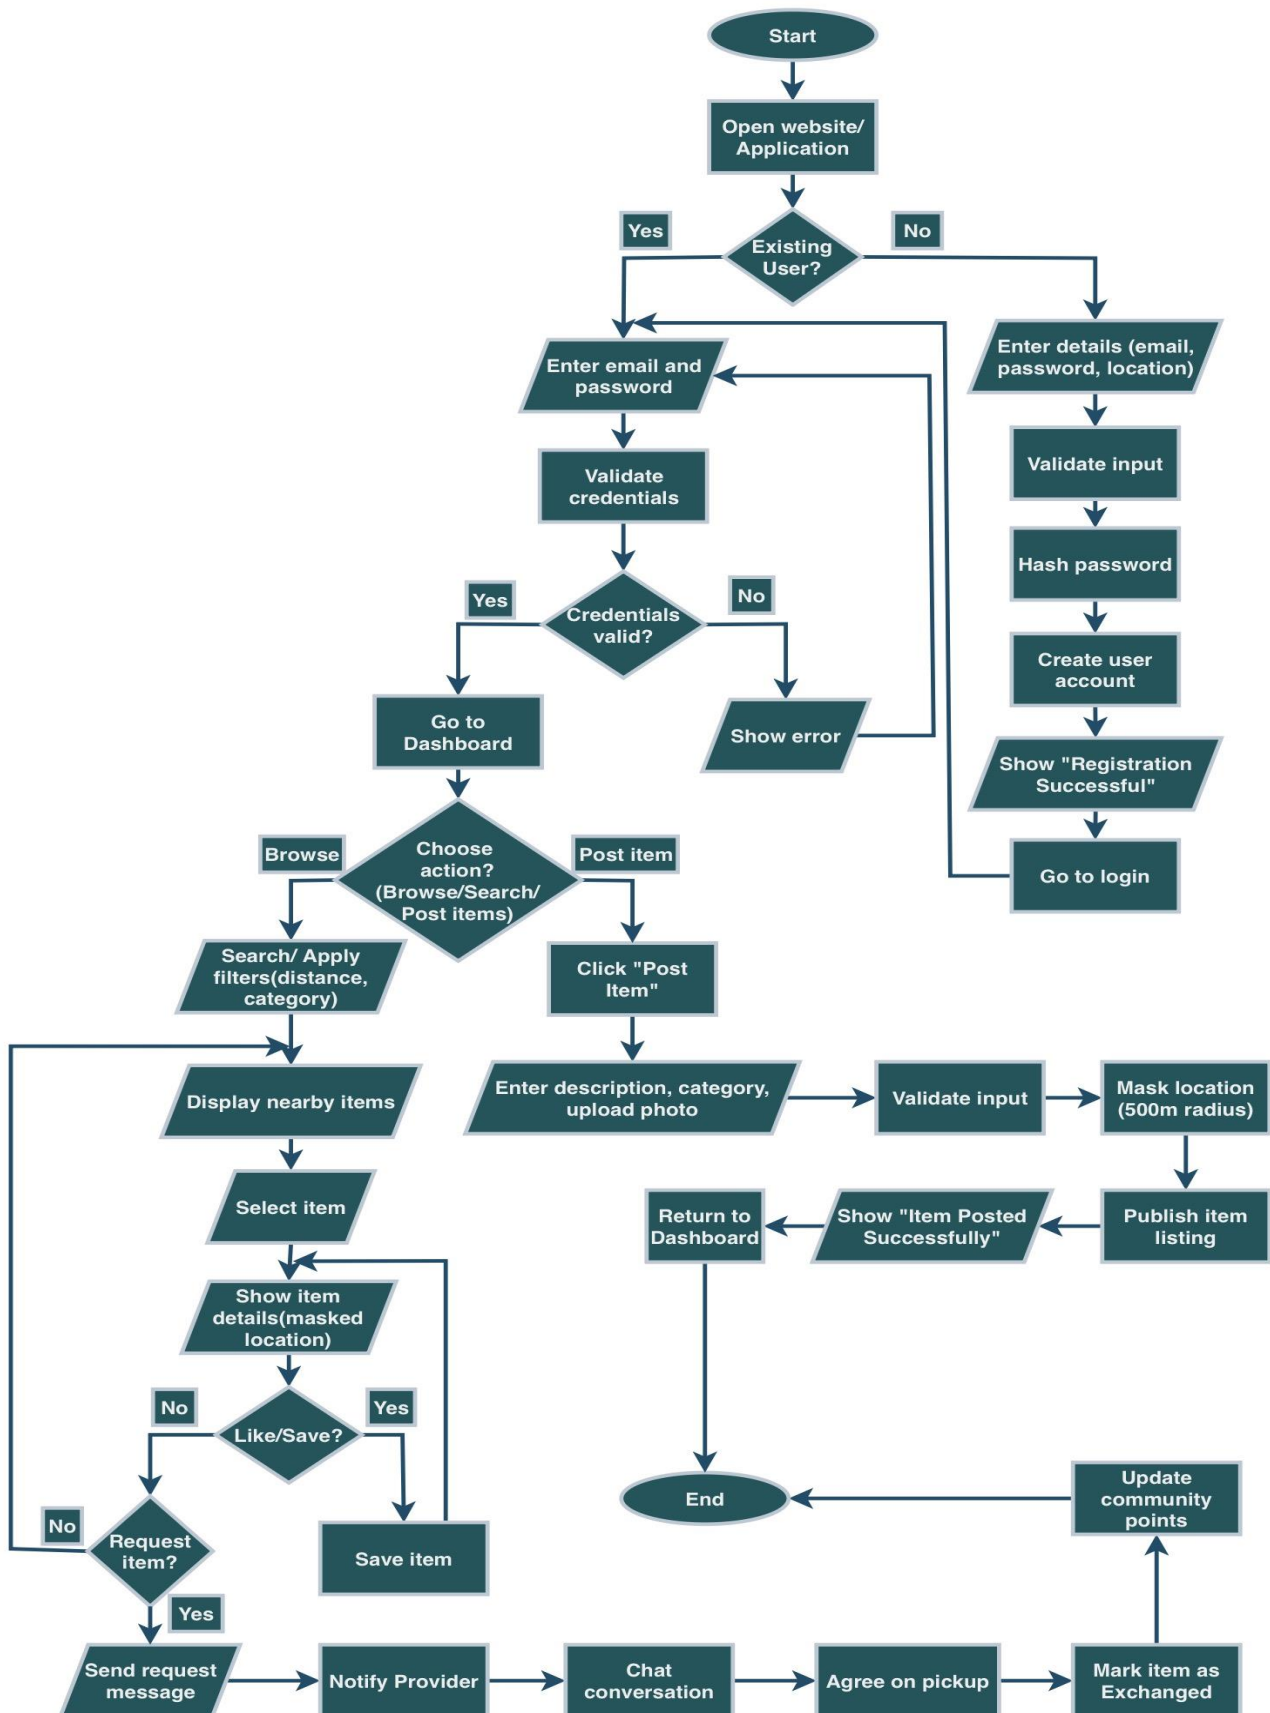 Start
Open website/
Application
Yes
No
Existing
User?
Enter email and
password
Enter details (email,
password, location)
Validate
credentials
Validate input
Hash password
Yes
No
Credentials
valid?
Create user
account
Go to
Dashboard
Show error
Show "Registration
Successful"
Go to login
Browse
Post item
Choose
action?
(Browse/Search/
Post items)
Search/ Apply
filters(distance,
category)
Click "Post
Item"
Display nearby items
Enter description, category,
upload photo
Validate input
Mask location
(500m radius)
Select item
Return to
Dashboard
Show "Item Posted
Successfully"
Publish item
listing
Show item
details(masked
location)
No
Yes
Like/Save?
No
Request
item?
Save item
End
Update
community
points
Yes
Send request
message
Notify Provider
Chat
conversation
Agree on pickup
Mark item as
Exchanged